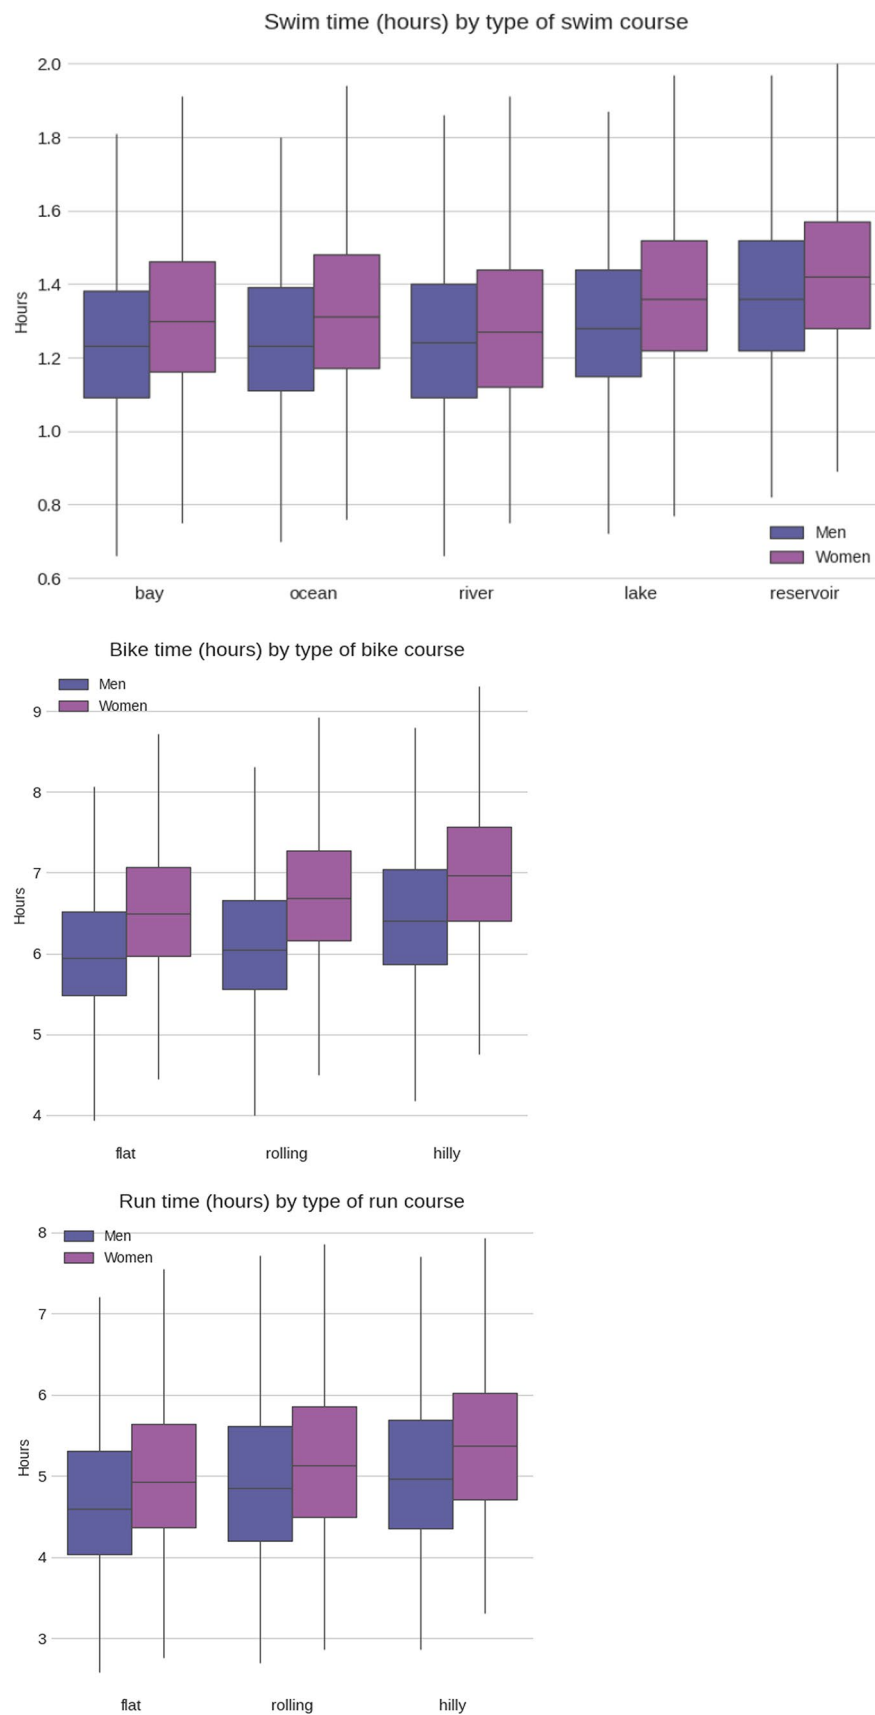 Swim time (hours) by type of swim course
2.0
1.8
1.6
1.4
1.2
1.0
0.8
0.6
Hours
Men
Women
bay ocean river lake reservoir
Bike time (hours) by type of bike course
Men
Women
9
8
7
6
5
4
Hours
flat rolling hilly
Run time (hours) by type of run course
Men
Women
8
7
6
5
4
3
Hours
flat rolling hilly